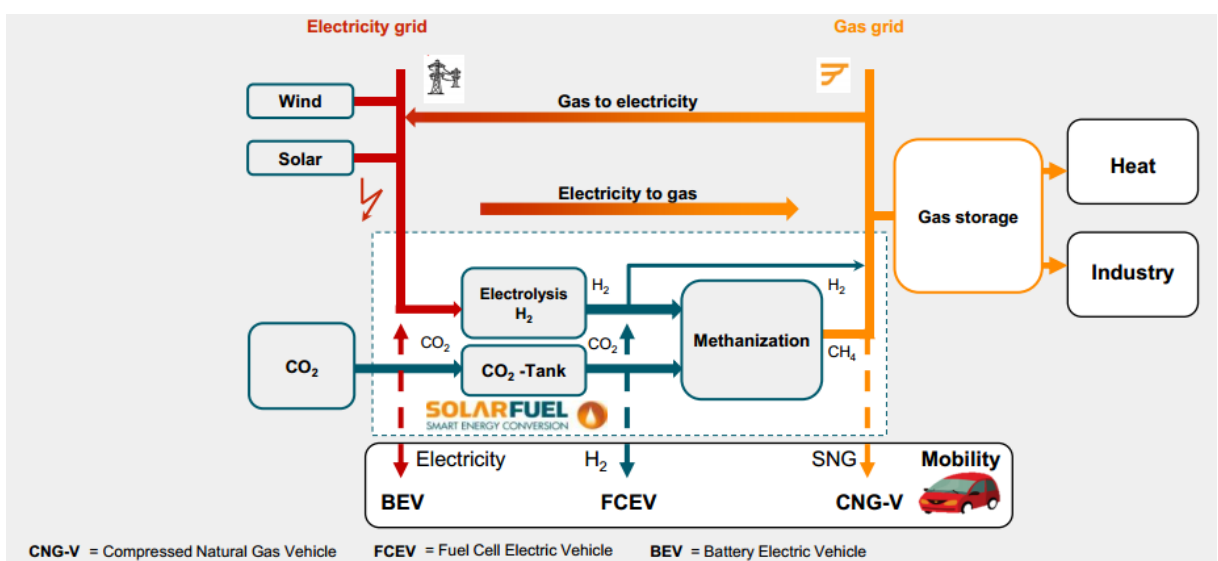 Electricity grid
Gas grid
Wind
Gas to electricity
Solar
Heat
Electricity to gas
Gas storage
Industry
Electrolysis
H2
H2
H2
CO2
CO2
CO2
CO2 -Tank
Methanization
CH4
SOLARFUEL
SMART ENERGY CONVERSION
Electricity
H2
SNG
Mobility
BEV
FCEV
CNG-V
CNG-V = Compressed Natural Gas Vehicle
FCEV = Fuel Cell Electric Vehicle
BEV = Battery Electric Vehicle